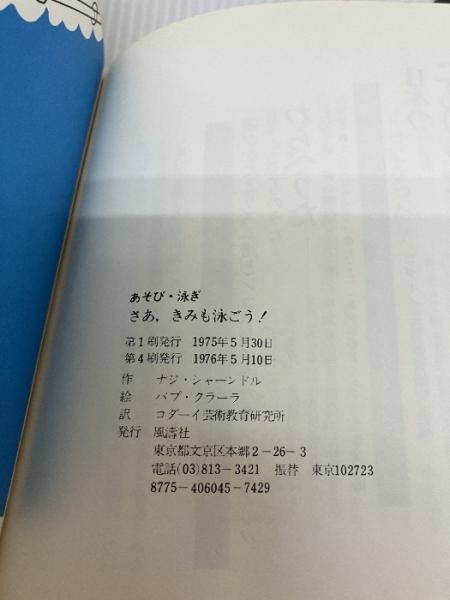 あそび・泳ぎ
さあ，きみも泳ごう！
第1刷発行 1975年5月30日
第4刷発行 1976年5月10日
作 ナジ・シャーンドル
絵 バブ・クラーラ
訳 コダーイ芸術教育研究所
発行 風濤社
東京都文京区本郷2-26-3
電話(03)813-3421 振替 東京102723
8775-406045-7429